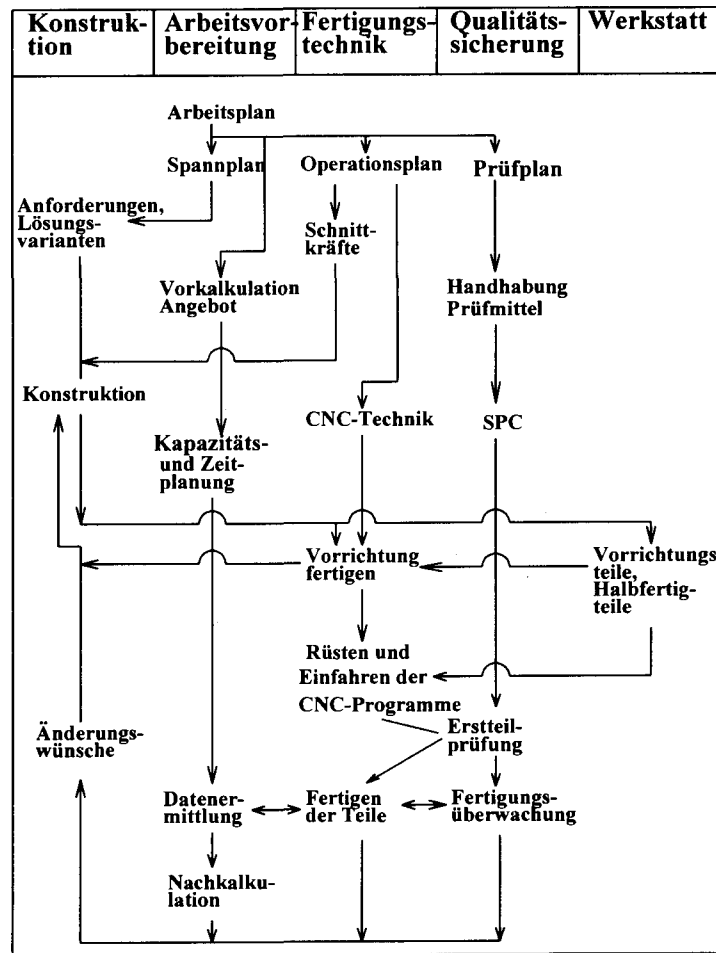 Konstruk-
tion
Arbeitsvor-
bereitung
Fertigungs-
technik
Qualitäts-
sicherung
Werkstatt
Arbeitsplan
Spannplan
Operationsplan
Prüfplan
Anforderungen,
Lösungs-
varianten
Schnitt-
kräfte
Vorkalkulation
Angebot
Handhabung
Prüfmittel
Konstruktion
CNC-Technik
SPC
Kapazitäts-
und Zeit-
planung
Vorrichtung
fertigen
Vorrichtungs
teile,
Halbfertig-
teile
Rüsten und
Einfahren der
CNC-Programme
Änderungs-
wünsche
Erstteil-
prüfung
Datener-
mittlung
Fertigen
der Teile
Fertigungs-
überwachung
Nachkalku-
lation